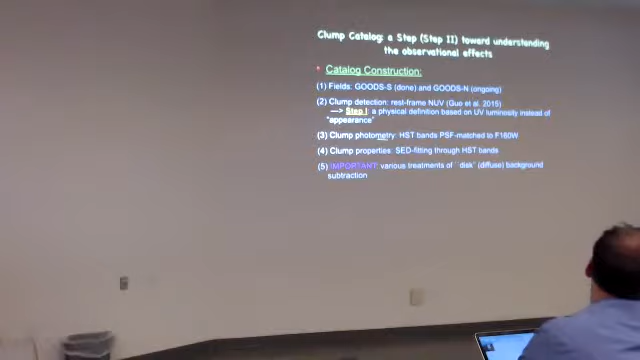 Clump Catalog: a Step (Step II) toward understanding
the observational effects
• Catalog Construction:
(1) Fields: GOODS-S (done) and GOODS-N (ongoing)
(2) Clump detection: rest-frame NUV (Guo et al. 2015)
—> Step I: a physical definition based on UV luminosity instead of
"appearance"
(3) Clump photometry: HST bands PSF-matched to F160W
(4) Clump properties: SED-fitting through HST bands
(5) IMPORTANT: various treatments of ``disk" (diffuse) background
subtraction